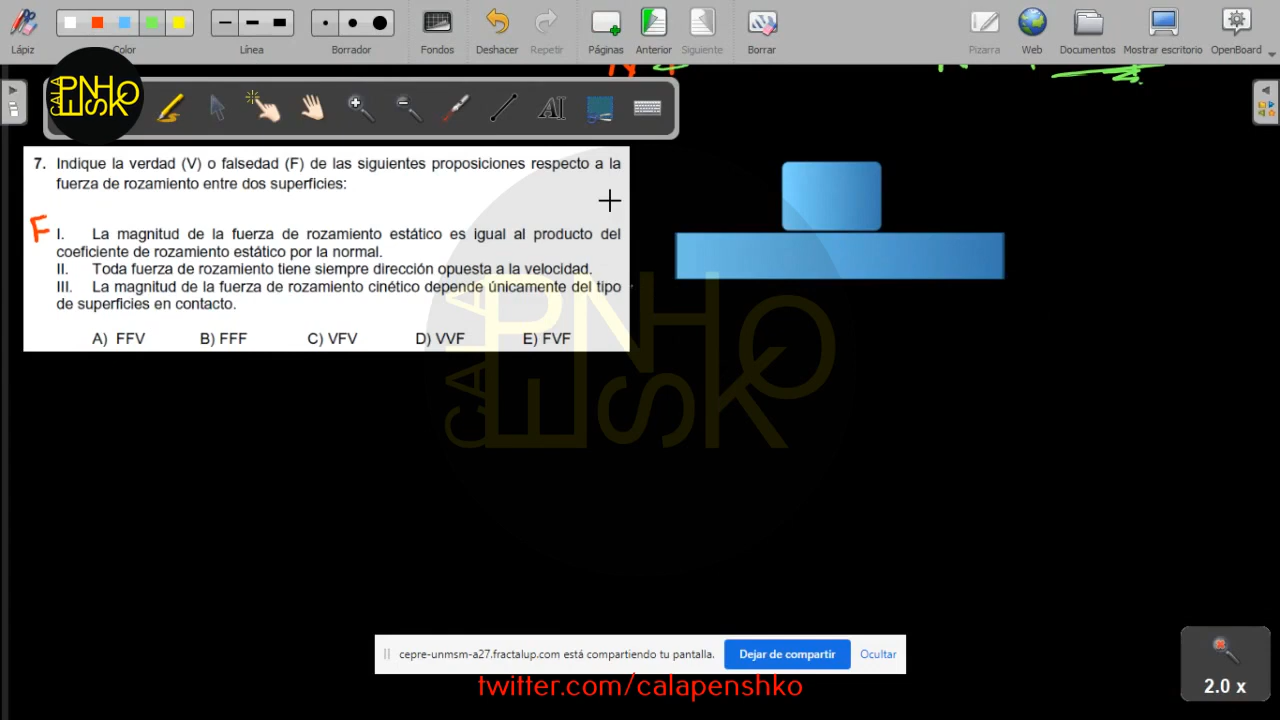 Lápiz
Color
Línea
Borrador
Fondos
Deshacer
Repetir
Páginas
Anterior
Siguiente
Borrar
Pizarra
Web
Documentos
Mostrar escritorio
OpenBoard
CALA
PNHO
ESK
AI
7. Indique la verdad (V) o falsedad (F) de las siguientes proposiciones respecto a la
fuerza de rozamiento entre dos superficies:
F
I. La magnitud de la fuerza de rozamiento estático es igual al producto del
coeficiente de rozamiento estático por la normal.
II. Toda fuerza de rozamiento tiene siempre dirección opuesta a la velocidad.
III. La magnitud de la fuerza de rozamiento cinético depende únicamente del tipo
de superficies en contacto.
A) FFV B) FFF C) VFV D) VVF E) FVF
CALA
PNHO
ESK
cepre-unmsm-a27.fractalup.com está compartiendo tu pantalla.
Dejar de compartir
Ocultar
twitter.com/calapenshko
2.0 x